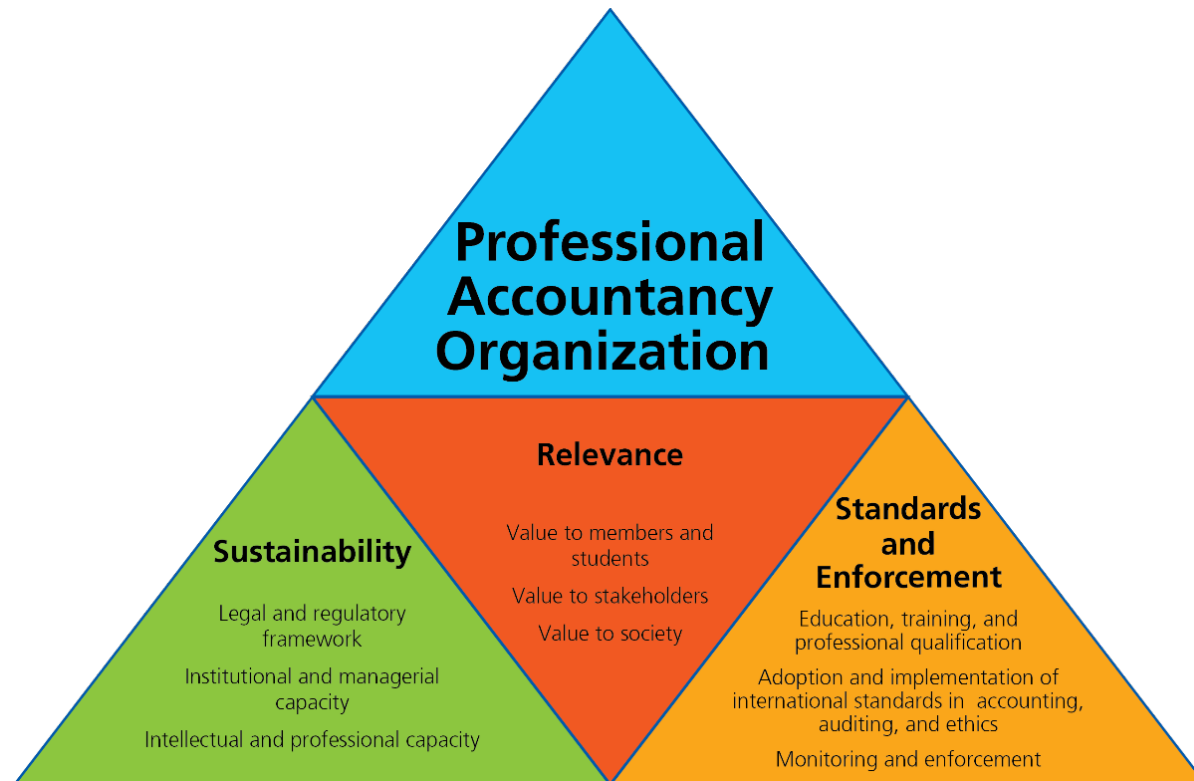 Professional
Accountancy
Organization
Relevance
Value to members and
students
Value to stakeholders
Value to society
Sustainability
Legal and regulatory
framework
Institutional and managerial
capacity
Intellectual and professional capacity
Standards
and
Enforcement
Education, training, and
professional qualification
Adoption and implementation of
international standards in accounting,
auditing, and ethics
Monitoring and enforcement